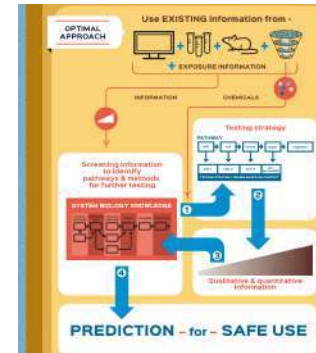 OPTIMAL
APPROACH
Use EXISTING information from -
+ EXPOSURE INFORMATION
INFORMATION
CHEMICALS
Testing strategy
PATHWAY
Screening information
to identify
pathways & methods
for further testing
SYSTEM BIOLOGY KNOWLEDGE
1
2
3
Qualitative & quantitative
information
4
PREDICTION - for - SAFE USE